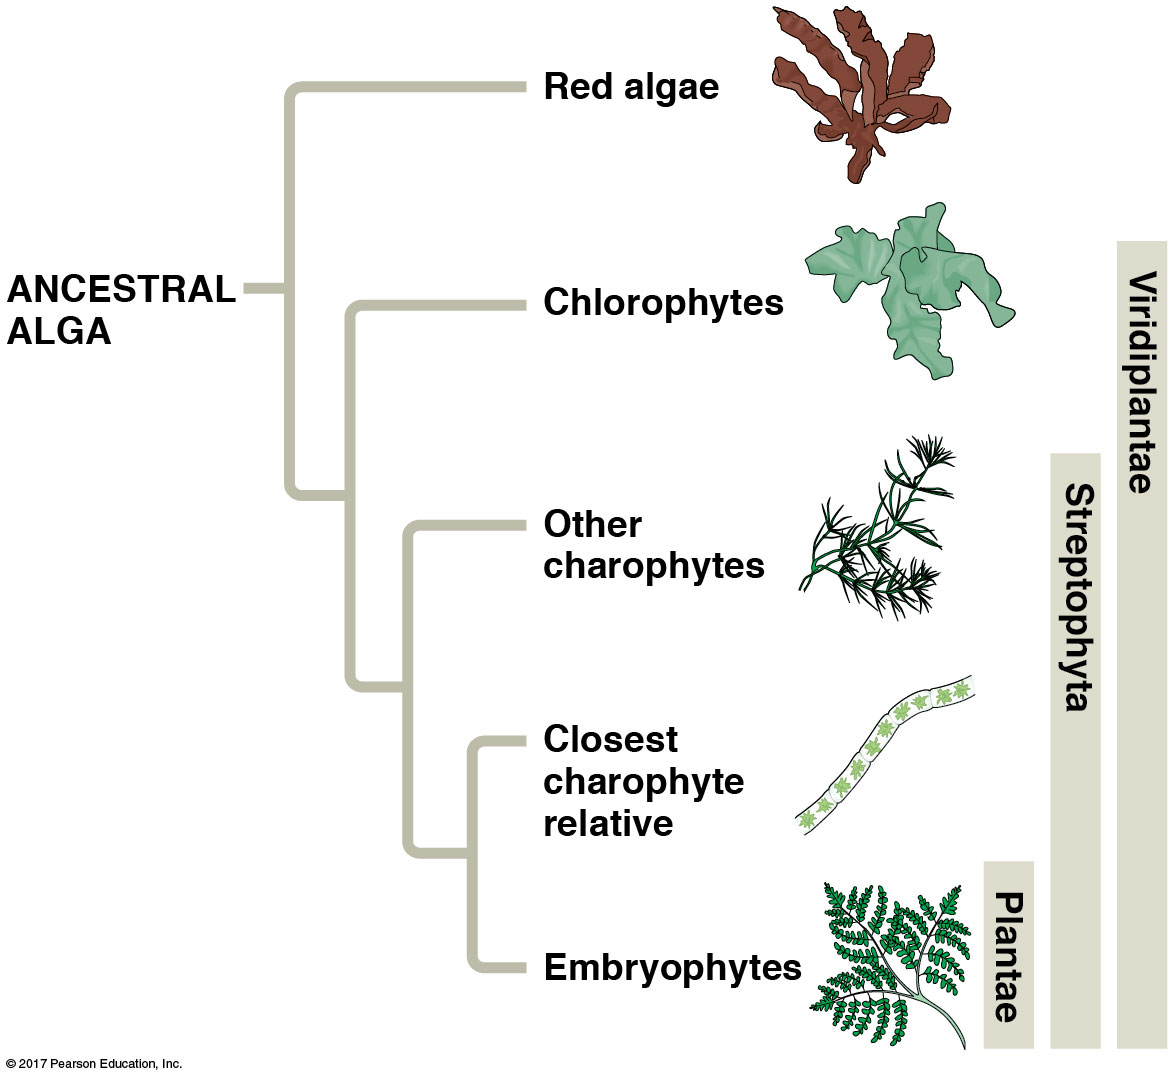 Red algae
ANCESTRAL
ALGA
Chlorophytes
Viridiplantae
Other
charophytes
Streptophyta
Closest
charophyte
relative
Embryophytes
Plantae
© 2017 Pearson Education, Inc.